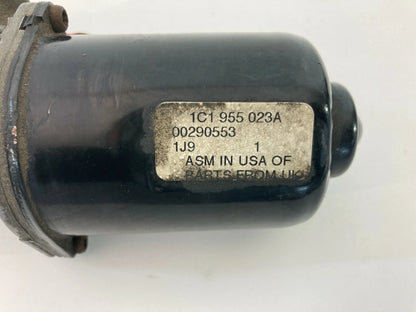 1C1 955 023A
00290553
1J9 1
ASM IN USA OF
PARTS FROM UK